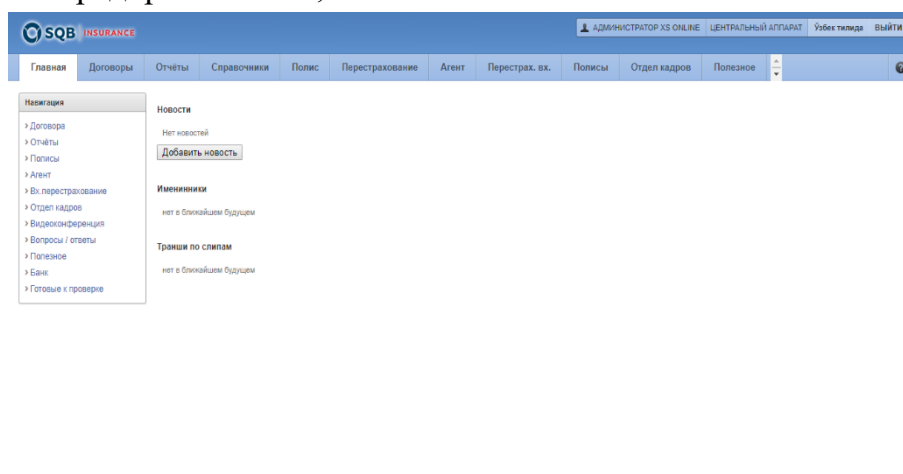 SQB INSURANCE
АДМИНИСТРАТОР XS ONLINE ЦЕНТРАЛЬНЫЙ АППАРАТ Ўзбек тилида ВЫЙТИ
Главная Договоры Отчёты Справочники Полис Перестрахование Агент Перестрах. вх. Полисы Отдел кадров Полезное
Навигация
› Договора
› Отчёты
› Полисы
› Агент
› Вх.перестрахование
› Отдел кадров
› Видеоконференция
› Вопросы / ответы
› Полезное
› Банк
› Готовые к проверке
Новости
Нет новостей
Добавить новость
Именинники
нет в ближайшем будущем
Транши по слипам
нет в ближайшем будущем